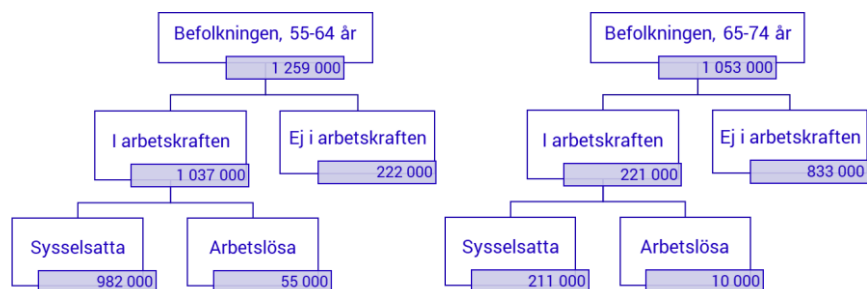 Befolkningen, 55-64 år
1 259 000
I arbetskraften
1 037 000
Ej i arbetskraften
222 000
Sysselsatta
982 000
Arbetslösa
55 000
Befolkningen, 65-74 år
1 053 000
I arbetskraften
221 000
Ej i arbetskraften
833 000
Sysselsatta
211 000
Arbetslösa
10 000